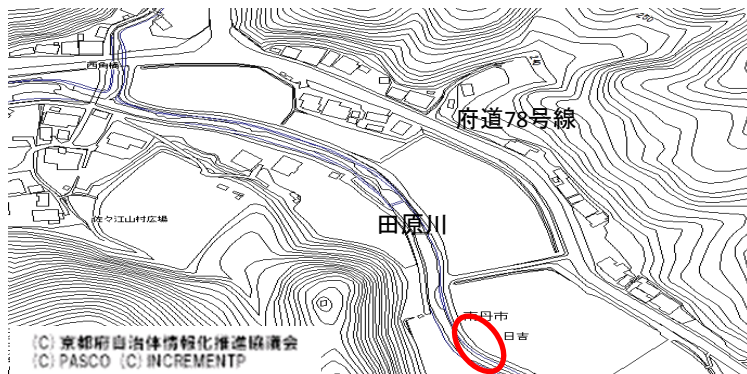 西角橋
府道78号線
佐々江山村広場
田原川
南丹市
日吉
(C) 京都府自治体情報化推進協議会
(C) PASCO (C) INCREMENTP